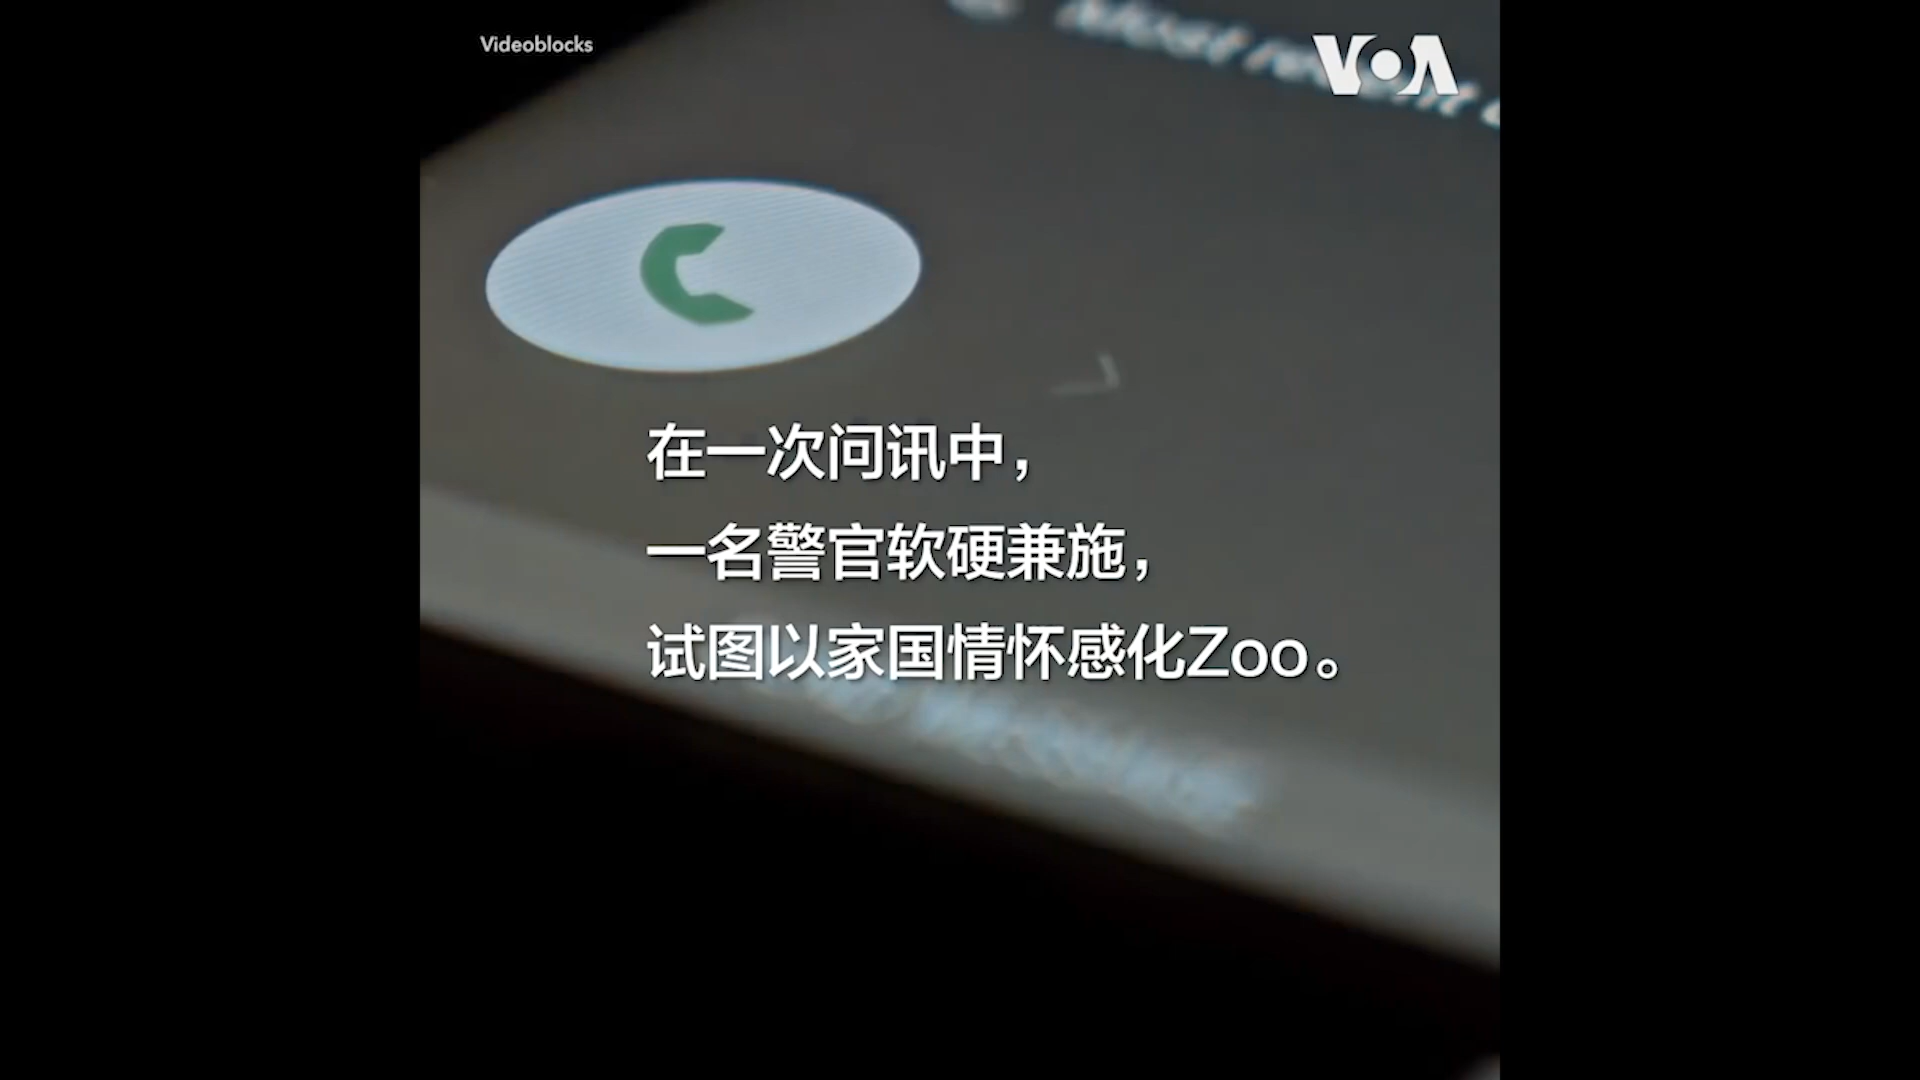 Videoblocks
VOA
在一次问讯中，
一名警官软硬兼施，
试图以家国情怀感化Zoo。